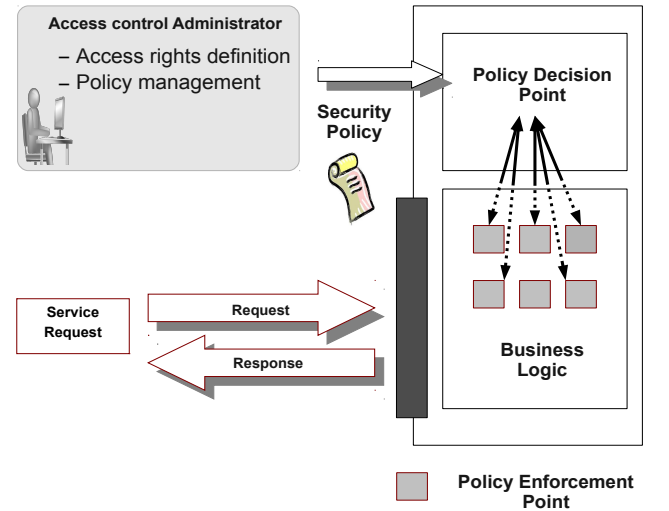 Access control Administrator
– Access rights definition
– Policy management
Security
Policy
Policy Decision
Point
Service
Request
Request
Response
Business
Logic
Policy Enforcement
Point